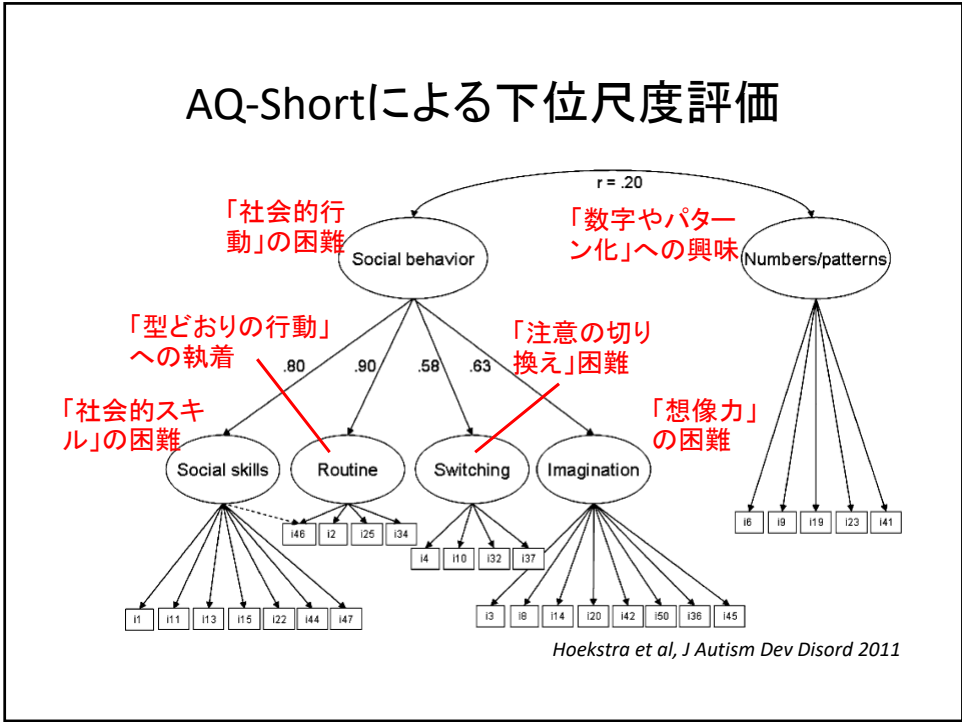 AQ-Shortによる下位尺度評価
r = .20
「社会的行
動」の困難
「数字やパター
ン化」への興味
Social behavior
Numbers/patterns
「型どおりの行動」
への執着
「注意の切り
換え」困難
.80
.90
.58
.63
「社会的スキ
ル」の困難
「想像力」
の困難
Social skills
Routine
Switching
Imagination
i6
i9
i19
i23
i41
i46
i2
i25
i34
i4
i10
i32
i37
i1
i11
i13
i15
i22
i44
i47
i3
i8
i14
i20
i42
i50
i36
i45
Hoekstra et al, J Autism Dev Disord 2011